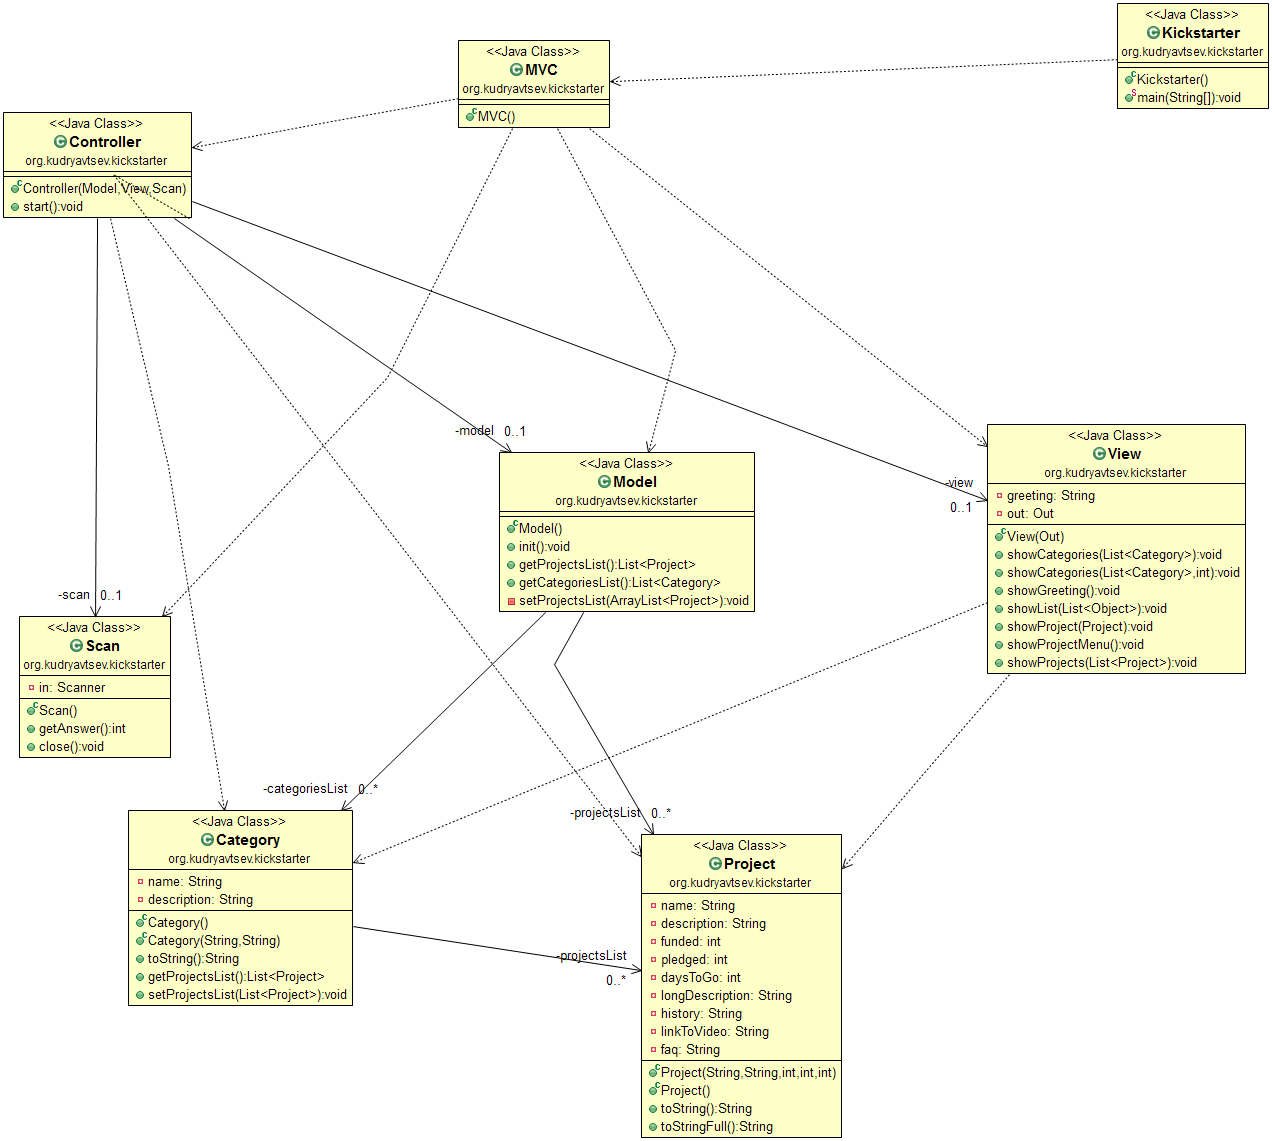 <<Java Class>>
Kickstarter
org.kudryavtsev.kickstarter
Kickstarter()
main(String[]):void
<<Java Class>>
MVC
org.kudryavtsev.kickstarter
MVC()
<<Java Class>>
Controller
org.kudryavtsev.kickstarter
Controller(Model,View,Scan)
start():void
-model 0..1
-view
0..1
-scan 0..1
<<Java Class>>
View
org.kudryavtsev.kickstarter
greeting: String
out: Out
View(Out)
showCategories(List<Category>):void
showCategories(List<Category>,int):void
showGreeting():void
showList(List<Object>):void
showProject(Project):void
showProjectMenu():void
showProjects(List<Project>):void
<<Java Class>>
Model
org.kudryavtsev.kickstarter
Model()
init():void
getProjectsList():List<Project>
getCategoriesList():List<Category>
setProjectsList(ArrayList<Project>):void
<<Java Class>>
Scan
org.kudryavtsev.kickstarter
in: Scanner
Scan()
getAnswer():int
close():void
-categoriesList 0..*
-projectsList 0..*
<<Java Class>>
Category
org.kudryavtsev.kickstarter
name: String
description: String
Category()
Category(String,String)
toString():String
getProjectsList():List<Project>
setProjectsList(List<Project>):void
-projectsList
0..*
<<Java Class>>
Project
org.kudryavtsev.kickstarter
name: String
description: String
funded: int
pledged: int
daysToGo: int
longDescription: String
history: String
linkToVideo: String
faq: String
Project(String,String,int,int,int)
Project()
toString():String
toStringFull():String